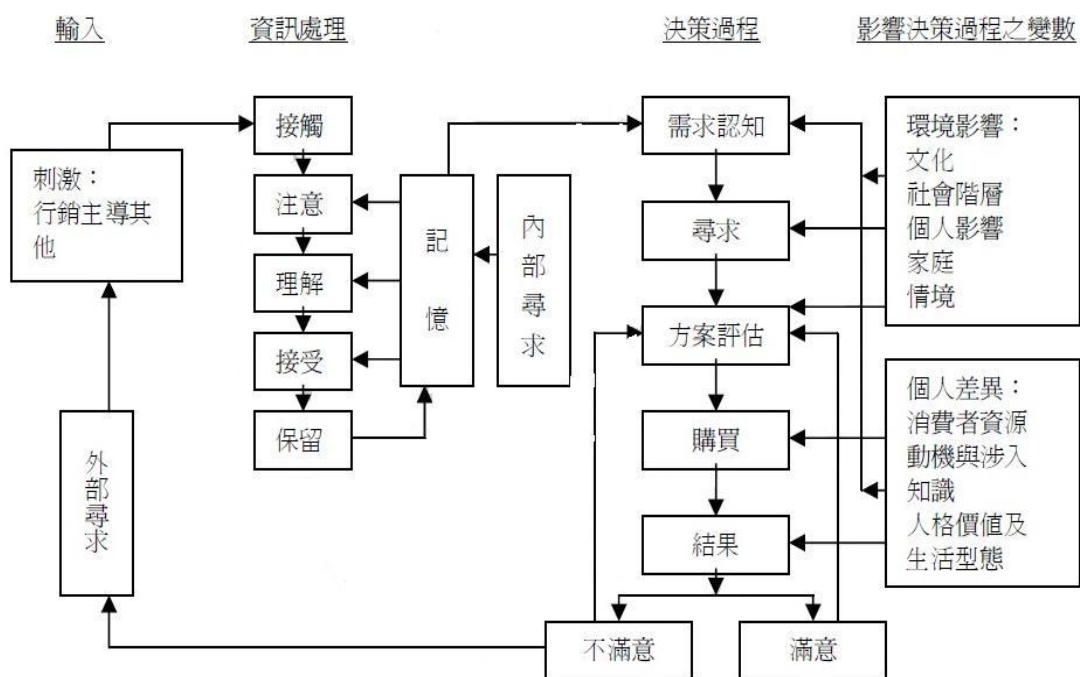 輸入
資訊處理
決策過程
影響決策過程之變數
刺激：
行銷主導其
他
外部尋求
接觸
注意
理解
接受
保留
記憶
內部尋求
需求認知
尋求
方案評估
購買
結果
不滿意
滿意
環境影響：
文化
社會階層
個人影響
家庭
情境
個人差異：
消費者資源
動機與涉入
知識
人格價值及
生活型態